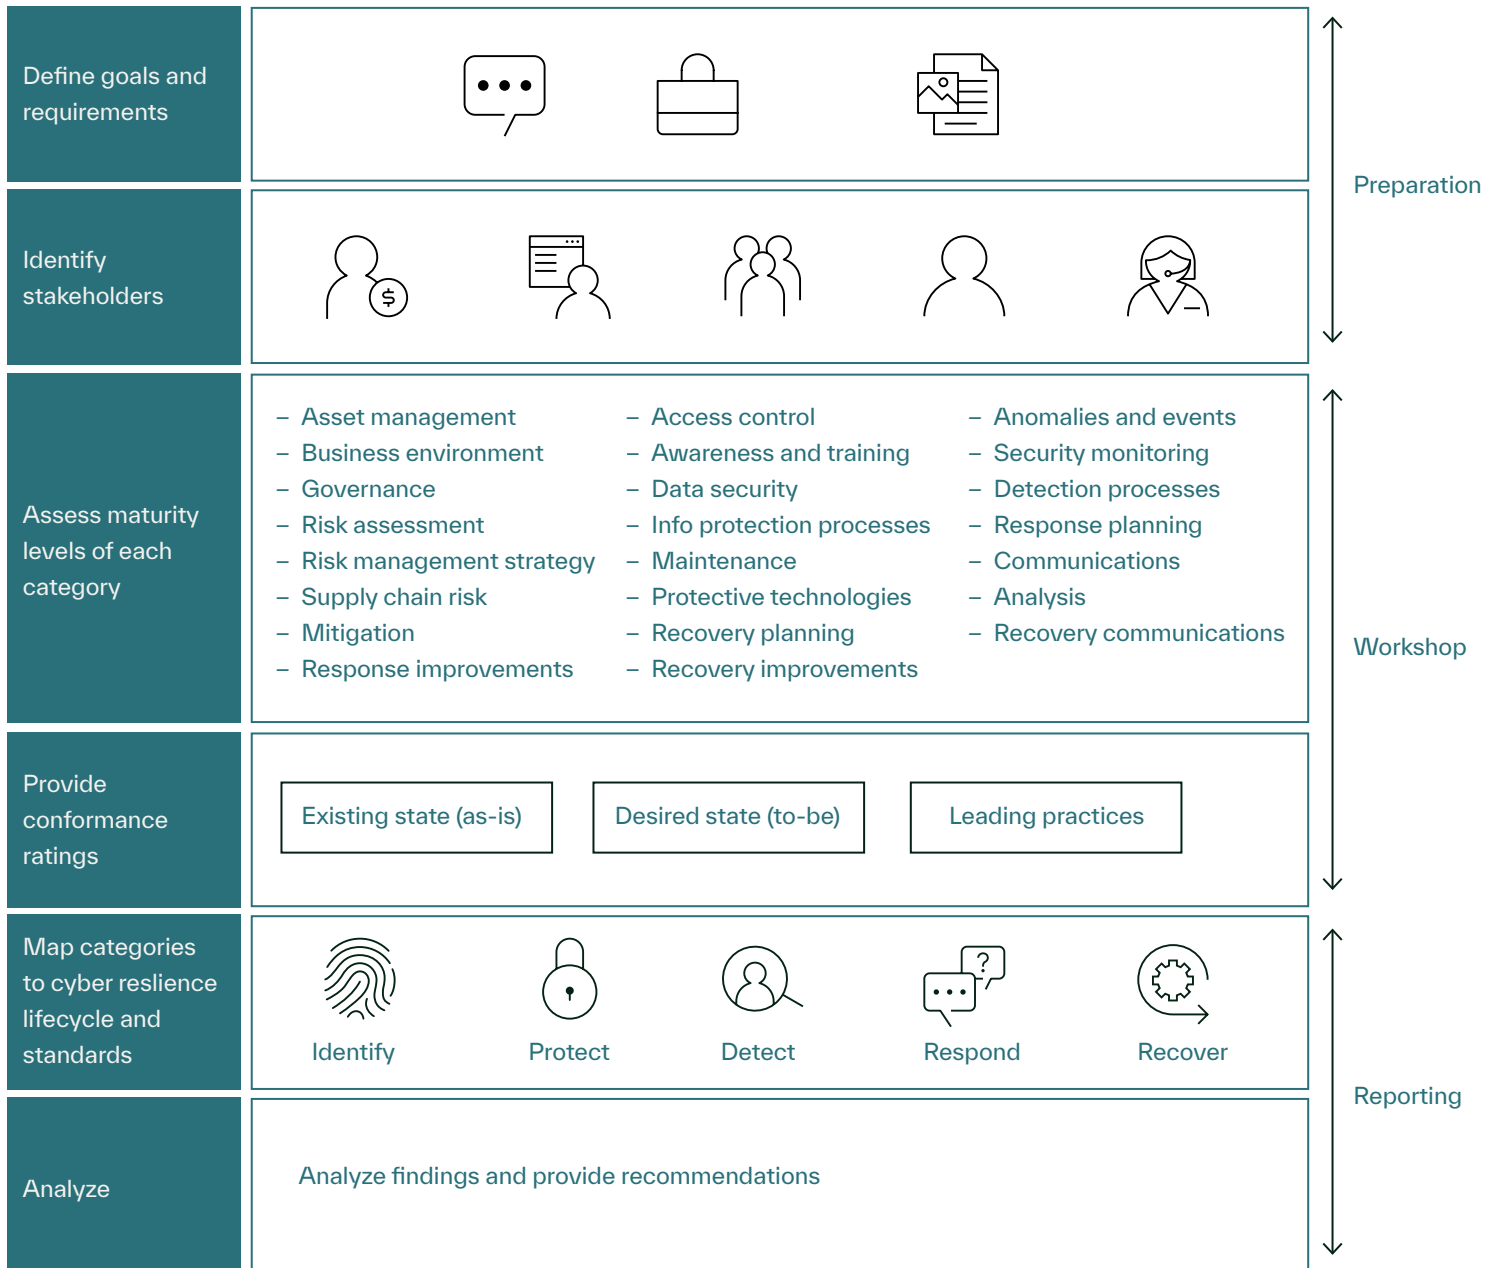 Define goals and
requirements
Preparation
Identify
stakeholders
$
Assess maturity
levels of each
category
– Asset management
– Business environment
– Governance
– Risk assessment
– Risk management strategy
– Supply chain risk
– Mitigation
– Response improvements
– Access control
– Awareness and training
– Data security
– Info protection processes
– Maintenance
– Protective technologies
– Recovery planning
– Recovery improvements
– Anomalies and events
– Security monitoring
– Detection processes
– Response planning
– Communications
– Analysis
– Recovery communications
Workshop
Provide
conformance
ratings
Existing state (as-is)
Desired state (to-be)
Leading practices
Map categories
to cyber reslience
lifecycle and
standards
?
Identify
Protect
Detect
Respond
Recover
Reporting
Analyze
Analyze findings and provide recommendations